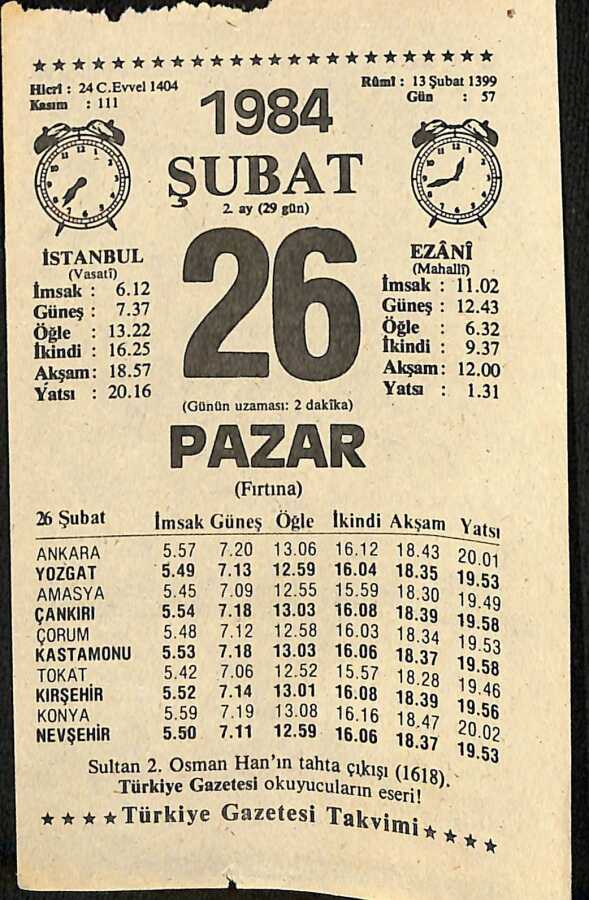 Hicri : 24 C.Evvel 1404
Kasım : 111
Rûmî : 13 Şubat 1399
Gün : 57
1984
ŞUBAT
2. ay (29 gün)
İSTANBUL
(Vasatî)
İmsak : 6.12
Güneş : 7.37
Öğle : 13.22
İkindi : 16.25
Akşam: 18.57
Yatsı : 20.16
26
EZÂNÎ
(Mahallî)
İmsak : 11.02
Güneş : 12.43
Öğle : 6.32
İkindi : 9.37
Akşam: 12.00
Yatsı : 1.31
(Günün uzaması: 2 dakika)
PAZAR
(Fırtına)
26 Şubat İmsak Güneş Öğle İkindi Akşam Yatsı
ANKARA 5.57 7.20 13.06 16.12 18.43 20.01
YOZGAT 5.49 7.13 12.59 16.04 18.35 19.53
AMASYA 5.45 7.09 12.55 15.59 18.30 19.49
ÇANKIRI 5.54 7.18 13.03 16.08 18.39 19.58
ÇORUM 5.48 7.12 12.58 16.03 18.34 19.53
KASTAMONU 5.53 7.18 13.03 16.06 18.37 19.58
TOKAT 5.42 7.06 12.52 15.57 18.28 19.46
KIRŞEHİR 5.52 7.14 13.01 16.08 18.39 19.56
KONYA 5.59 7.19 13.08 16.16 18.47 20.02
NEVŞEHİR 5.50 7.11 12.59 16.06 18.37 19.53
Sultan 2. Osman Han'ın tahta çıkışı (1618).
Türkiye Gazetesi okuyucuların eseri!
★★★★Türkiye Gazetesi Takvimi★★★★